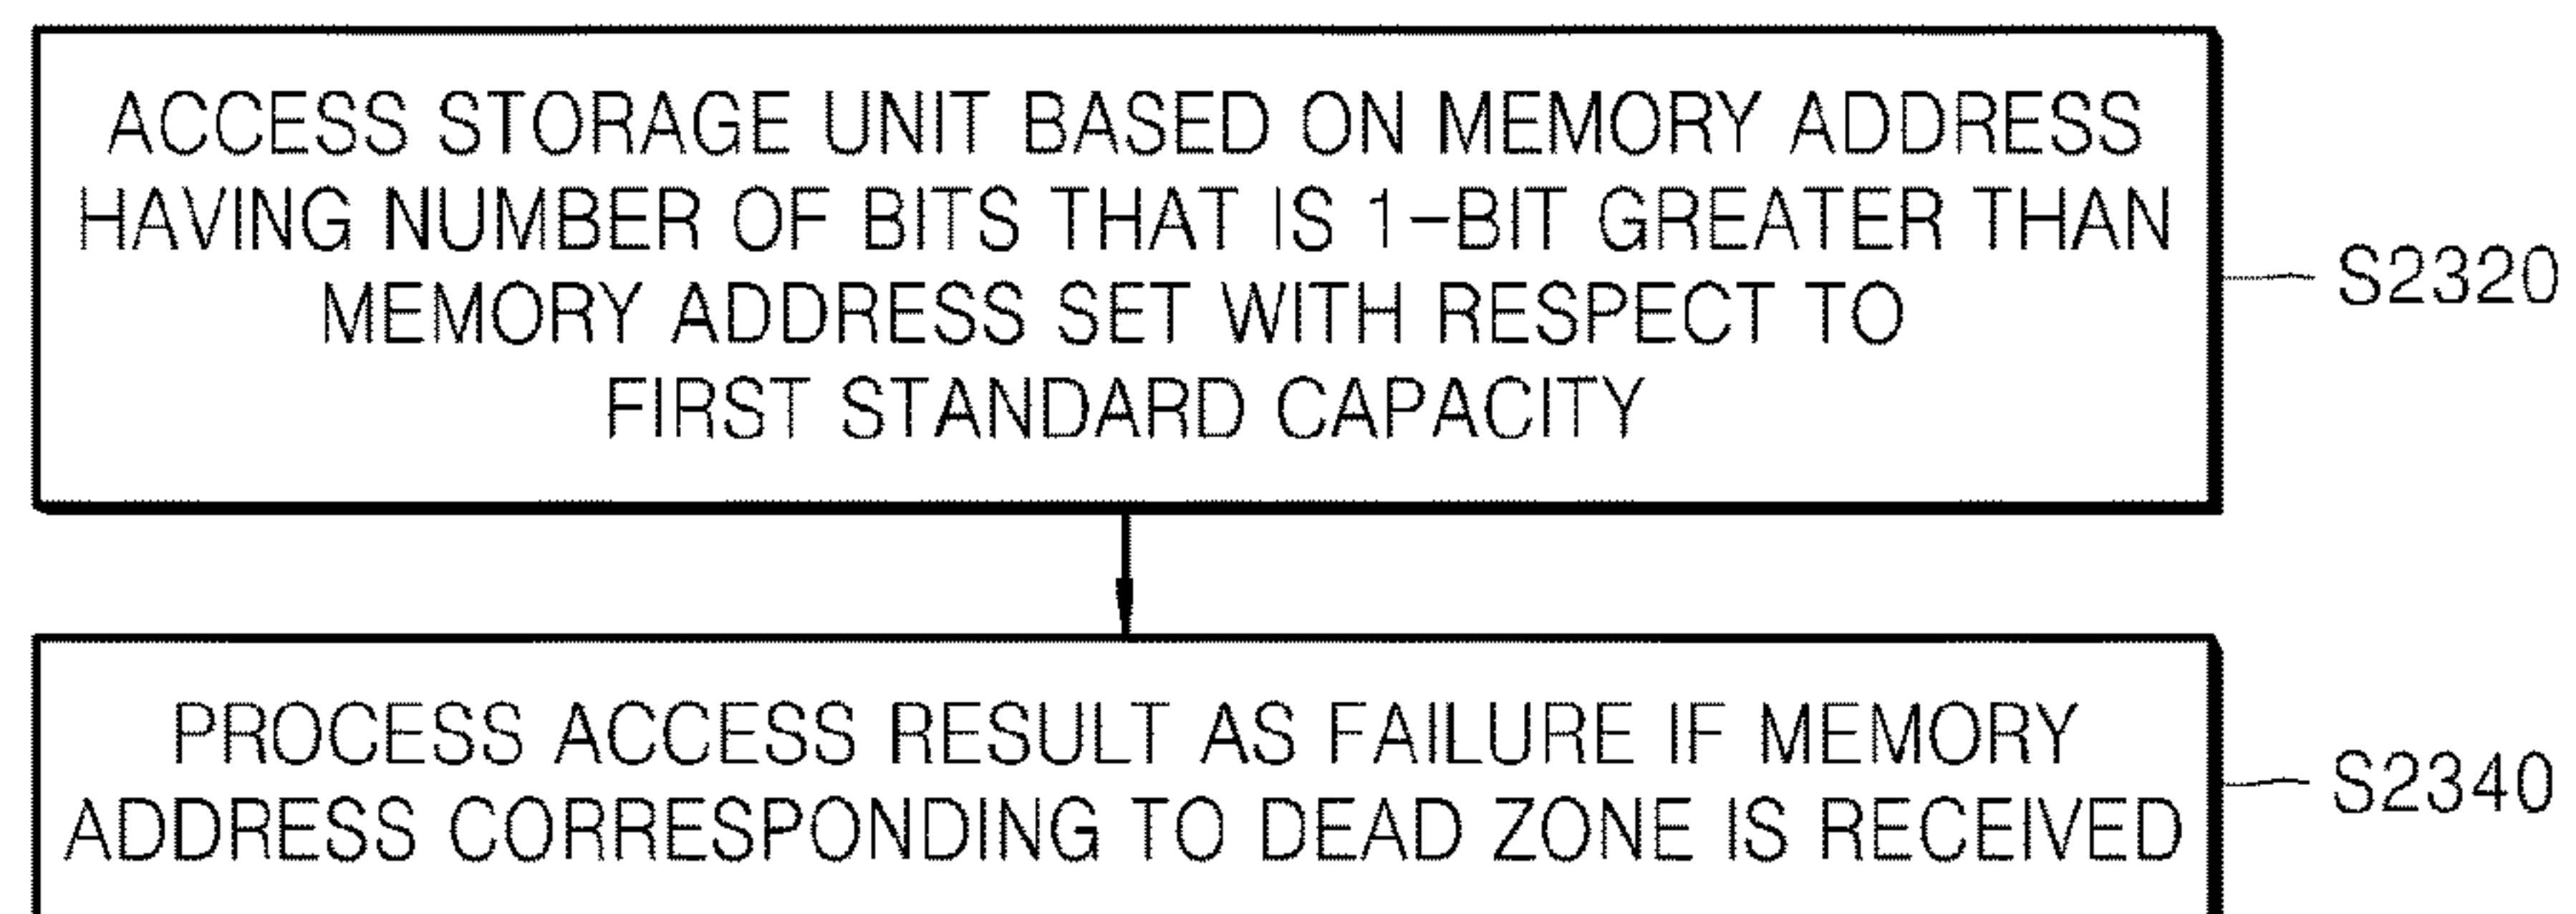 ACCESS STORAGE UNIT BASED ON MEMORY ADDRESS
HAVING NUMBER OF BITS THAT IS 1-BIT GREATER THAN
MEMORY ADDRESS SET WITH RESPECT TO
FIRST STANDARD CAPACITY
S2320
PROCESS ACCESS RESULT AS FAILURE IF MEMORY
ADDRESS CORRESPONDING TO DEAD ZONE IS RECEIVED
S2340